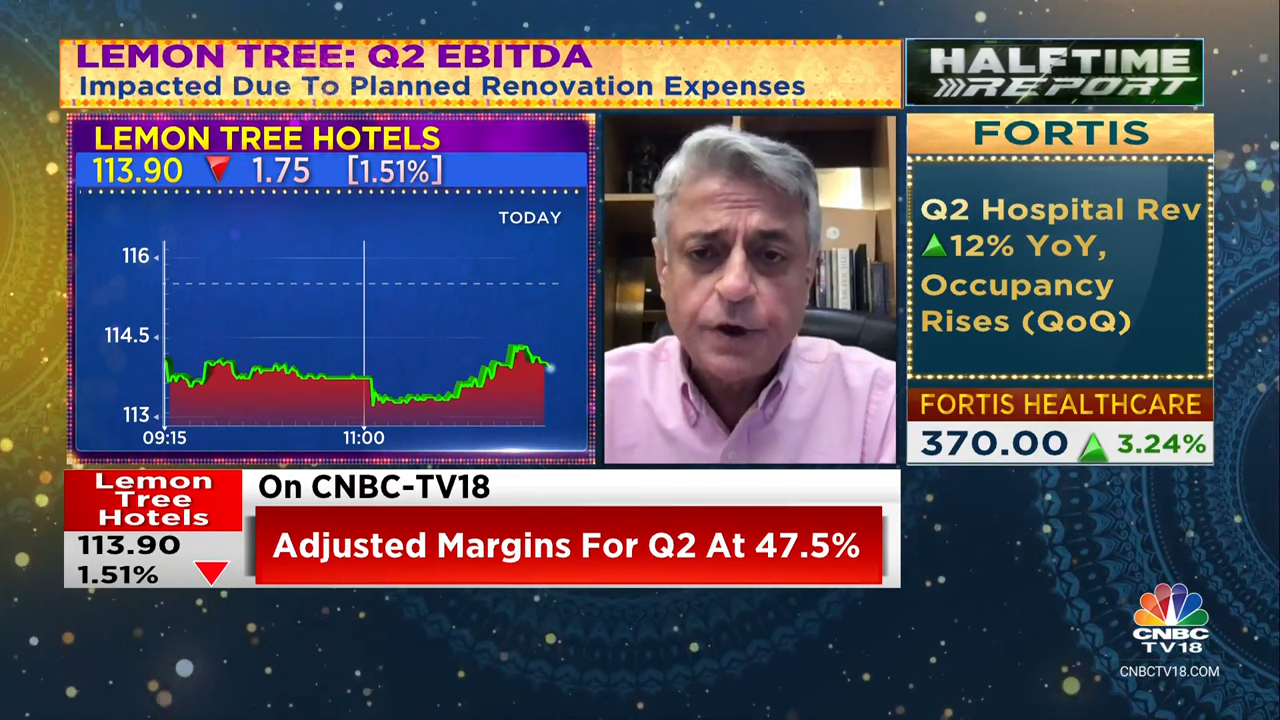 LEMON TREE: Q2 EBITDA
Impacted Due To Planned Renovation Expenses
HALFTIME
REPORT
LEMON TREE HOTELS
113.90 ▼ 1.75 [1.51%]
TODAY
116
114.5
113
09:15 11:00
FORTIS
Q2 Hospital Rev
▲12% YoY,
Occupancy
Rises (QoQ)
FORTIS HEALTHCARE
370.00 ▲ 3.24%
Lemon
Tree
Hotels
113.90
1.51% ▼
On CNBC-TV18
Adjusted Margins For Q2 At 47.5%
CNBC
TV18
CNBCTV18.COM